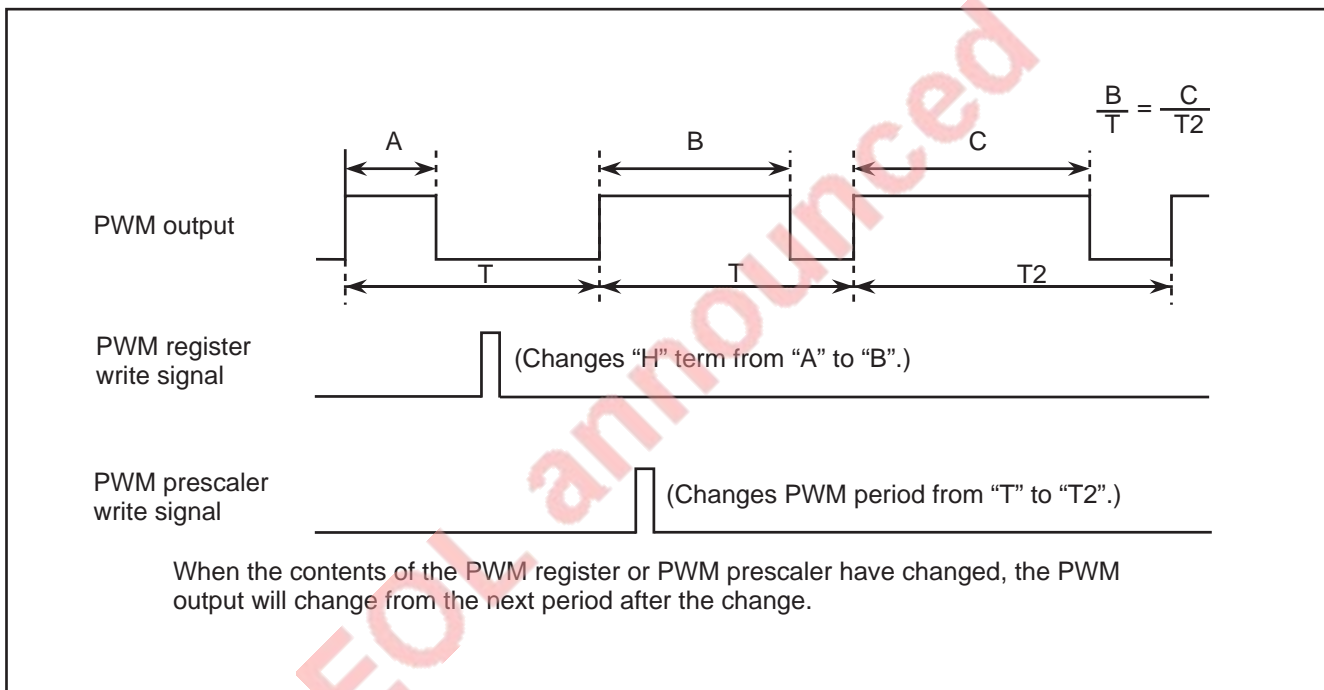 B/T = C/T2
A
B
C
PWM output
T
T
T2
PWM register
write signal
(Changes “H” term from “A” to “B”.)
PWM prescaler
write signal
(Changes PWM period from “T” to “T2”.)
When the contents of the PWM register or PWM prescaler have changed, the PWM
output will change from the next period after the change.
EOL announced